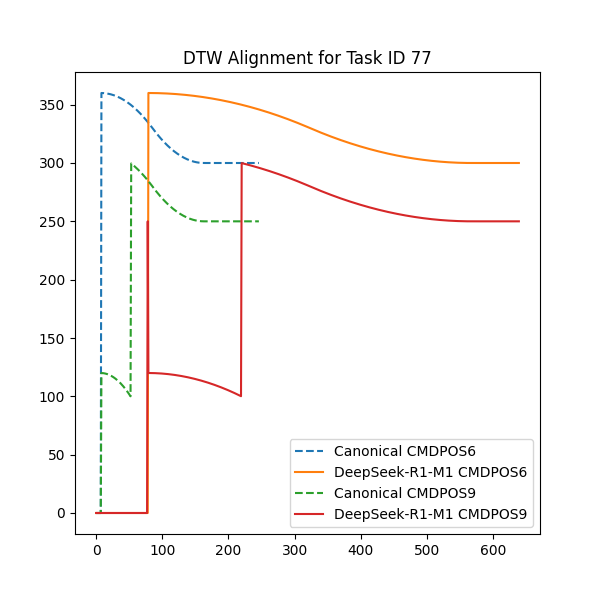 DTW Alignment for Task ID 77
350
300
250
200
150
100
50
0
Canonical CMDPOS6
DeepSeek-R1-M1 CMDPOS6
Canonical CMDPOS9
DeepSeek-R1-M1 CMDPOS9
0 100 200 300 400 500 600